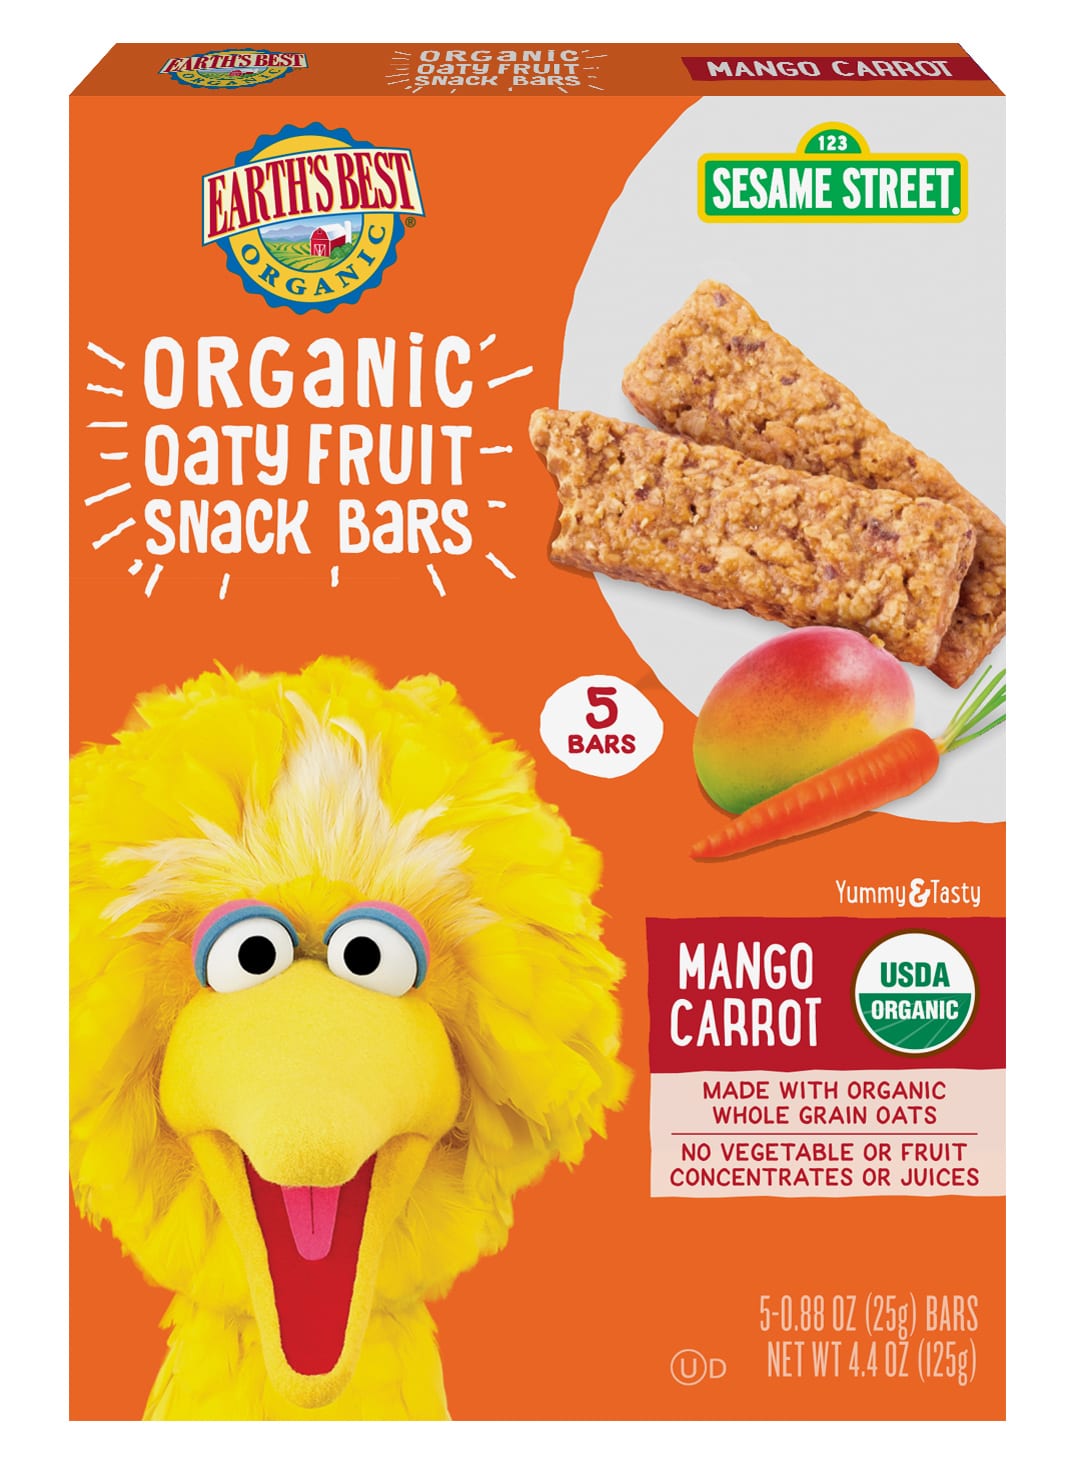 EARTH'S BEST
ORGANIC
ORGANIC
OATY FRUIT
SNACK BARS
MANGO CARROT
EARTH'S BEST
ORGANIC
®
123
SESAME STREET®
ORGANIC
OATY FRUIT
SNACK BARS
5
BARS
Yummy&Tasty
MANGO
CARROT
USDA
ORGANIC
MADE WITH ORGANIC
WHOLE GRAIN OATS
NO VEGETABLE OR FRUIT
CONCENTRATES OR JUICES
5-0.88 OZ (25g) BARS
NET WT 4.4 OZ (125g)
U D